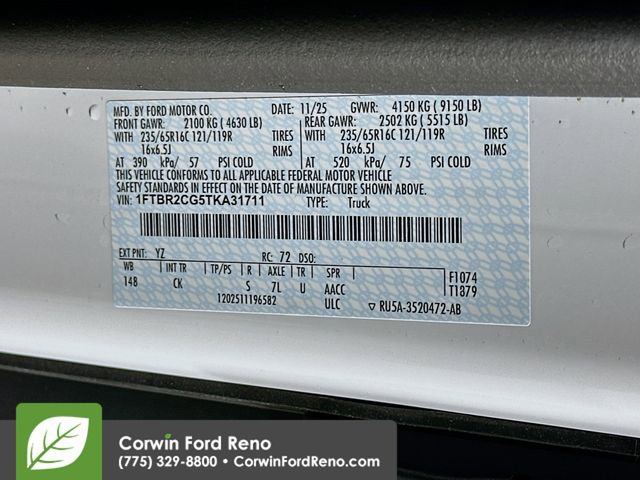 MFD. BY FORD MOTOR CO. DATE: 11/25 GVWR: 4150 KG ( 9150 LB)
FRONT GAWR: 2100 KG ( 4630 LB) REAR GAWR: 2502 KG ( 5515 LB)
WITH 235/65R16C 121/119R TIRES WITH 235/65R16C 121/119R TIRES
16x6.5J RIMS 16x6.5J RIMS
AT 390 kPa/ 57 PSI COLD AT 520 kPa/ 75 PSI COLD
THIS VEHICLE CONFORMS TO ALL APPLICABLE FEDERAL MOTOR VEHICLE
SAFETY STANDARDS IN EFFECT ON THE DATE OF MANUFACTURE SHOWN ABOVE.
VIN: 1FTBR2CG5TKA31711 TYPE: Truck
EXT PNT: YZ RC: 72 DSO:
WB INT TR TP/PS R AXLE TR SPR F1074
148 CK S 7L U AACC T1879
1202511196582 ULC ▽ RU5A-3520472-AB
Corwin Ford Reno
(775) 329-8800 • CorwinFordReno.com